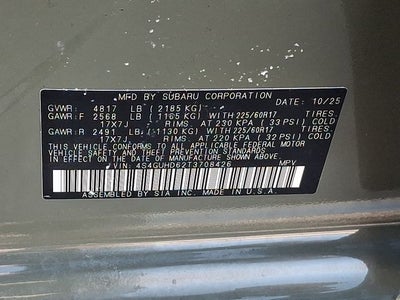 MFD BY SUBARU CORPORATION DATE: 10/25
GVWR: 4817 LB (2185 KG)
GAWR:F 2568 LB (1165 KG) WITH 225/60R17
17X7J RIMS, AT 230 KPA (33 PSI) COLD
GAWR:R 2491 LB (1130 KG) WITH 225/60R17
17X7J RIMS, AT 220 KPA (32 PSI) COLD
THIS VEHICLE CONFORMS TO ALL APPLICABLE FEDERAL MOTOR
VEHICLE SAFETY, AND THEFT PREVENTION STANDARDS
IN EFFECT ON THE DATE OF MANUFACTURE SHOWN ABOVE.
VIN: 4S4GUHD62T3708426 MPV
ASSEMBLED BY SIA MADE IN U.S.A.